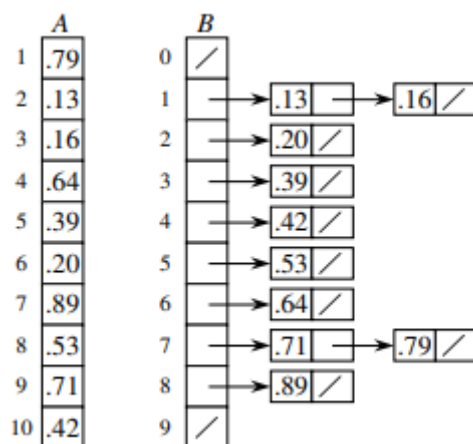 A B
1 .79 0 /
2 .13 1 .13 .16 /
3 .16 2 .20 /
4 .64 3 .39 /
5 .39 4 .42 /
6 .20 5 .53 /
7 .89 6 .64 /
8 .53 7 .71 .79 /
9 .71 8 .89 /
10 .42 9 /